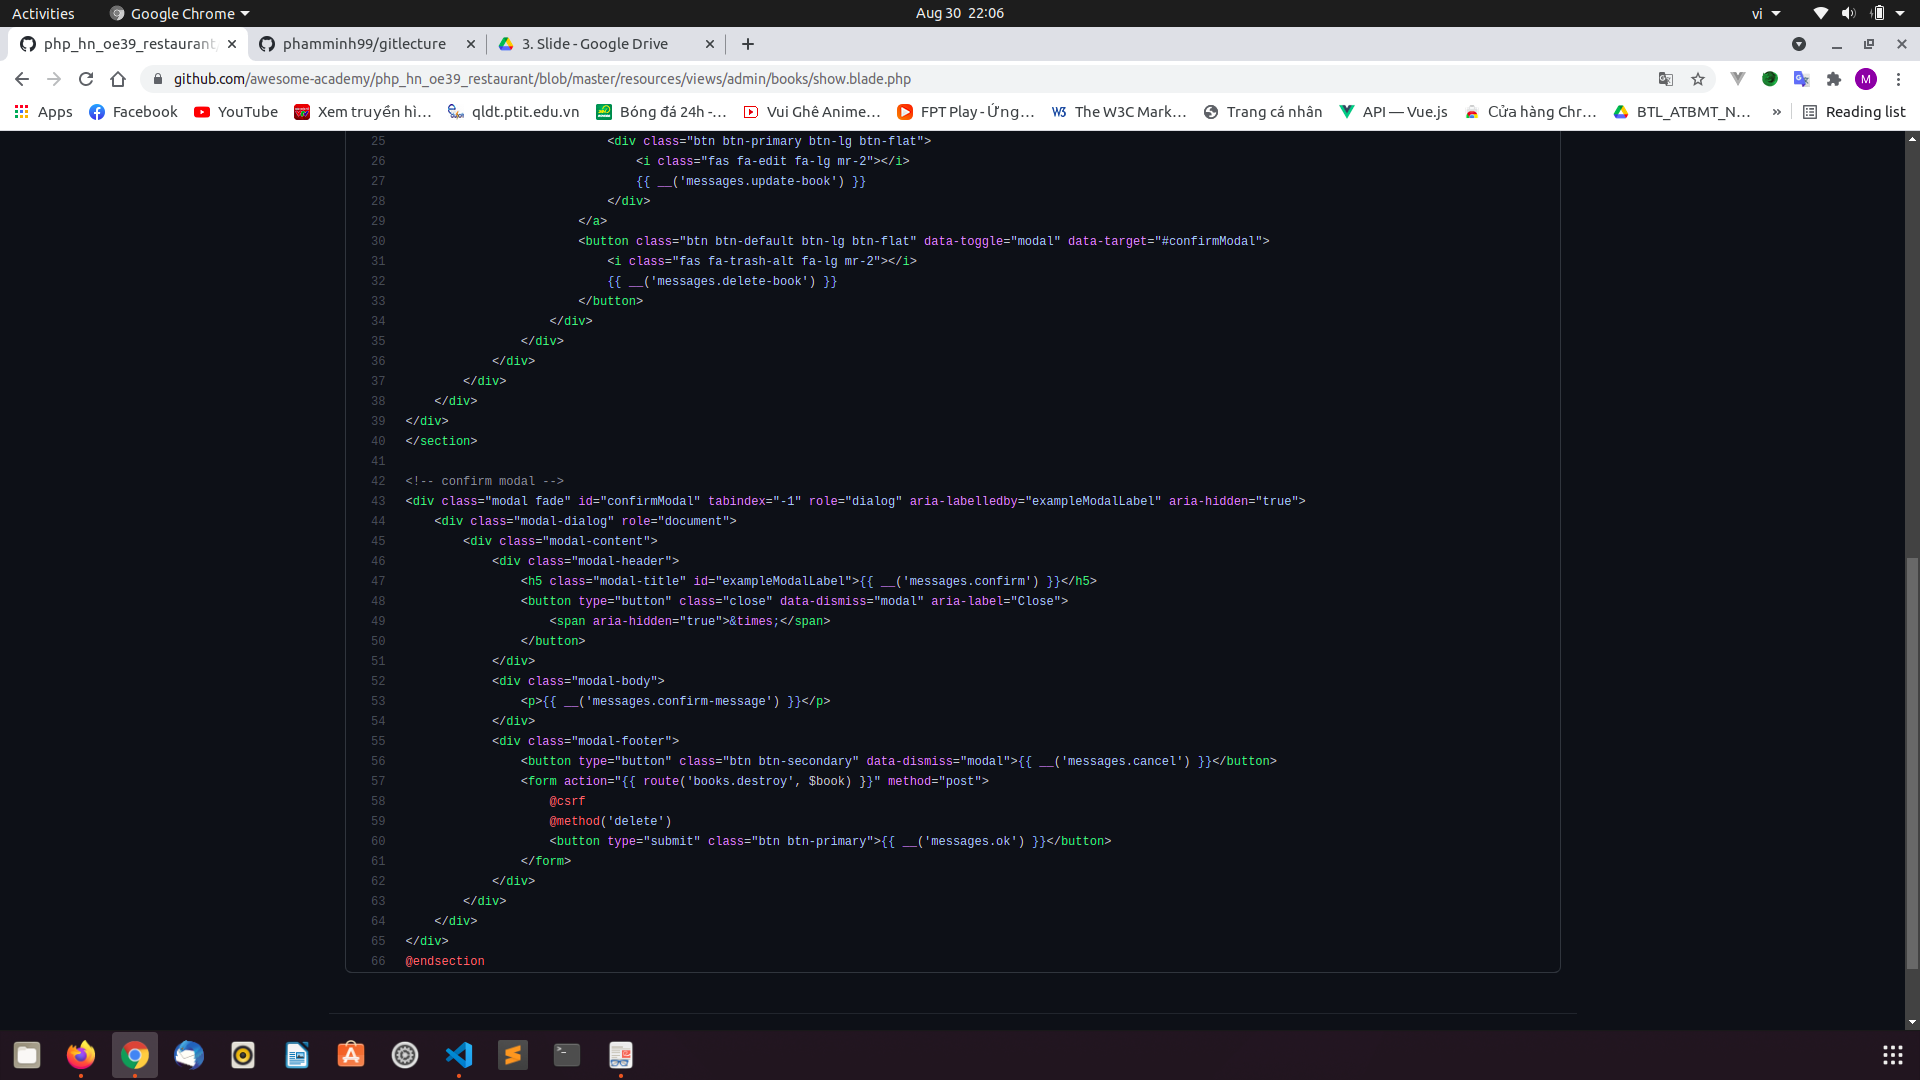 Activities Google Chrome Aug 30 22:06 vi
php_hn_oe39_restaurant phamminh99/gitlecture 3. Slide - Google Drive
github.com/awesome-academy/php_hn_oe39_restaurant/blob/master/resources/views/admin/books/show.blade.php M
Apps Facebook YouTube Xem truyền hì... qldt.ptit.edu.vn Bóng đá 24h -... Vui Ghê Anime... FPT Play - Ứng... The W3C Mark... Trang cá nhân API — Vue.js Cửa hàng Chr... BTL_ATBMT_N... » Reading list
25 <div class="btn btn-primary btn-lg btn-flat">
26 <i class="fas fa-edit fa-lg mr-2"></i>
27 {{ __('messages.update-book') }}
28 </div>
29 </a>
30 <button class="btn btn-default btn-lg btn-flat" data-toggle="modal" data-target="#confirmModal">
31 <i class="fas fa-trash-alt fa-lg mr-2"></i>
32 {{ __('messages.delete-book') }}
33 </button>
34 </div>
35 </div>
36 </div>
37 </div>
38 </div>
39 </div>
40 </section>
41
42 <!-- confirm modal -->
43 <div class="modal fade" id="confirmModal" tabindex="-1" role="dialog" aria-labelledby="exampleModalLabel" aria-hidden="true">
44 <div class="modal-dialog" role="document">
45 <div class="modal-content">
46 <div class="modal-header">
47 <h5 class="modal-title" id="exampleModalLabel">{{ __('messages.confirm') }}</h5>
48 <button type="button" class="close" data-dismiss="modal" aria-label="Close">
49 <span aria-hidden="true">&times;</span>
50 </button>
51 </div>
52 <div class="modal-body">
53 <p>{{ __('messages.confirm-message') }}</p>
54 </div>
55 <div class="modal-footer">
56 <button type="button" class="btn btn-secondary" data-dismiss="modal">{{ __('messages.cancel') }}</button>
57 <form action="{{ route('books.destroy', $book) }}" method="post">
58 @csrf
59 @method('delete')
60 <button type="submit" class="btn btn-primary">{{ __('messages.ok') }}</button>
61 </form>
62 </div>
63 </div>
64 </div>
65 </div>
66 @endsection